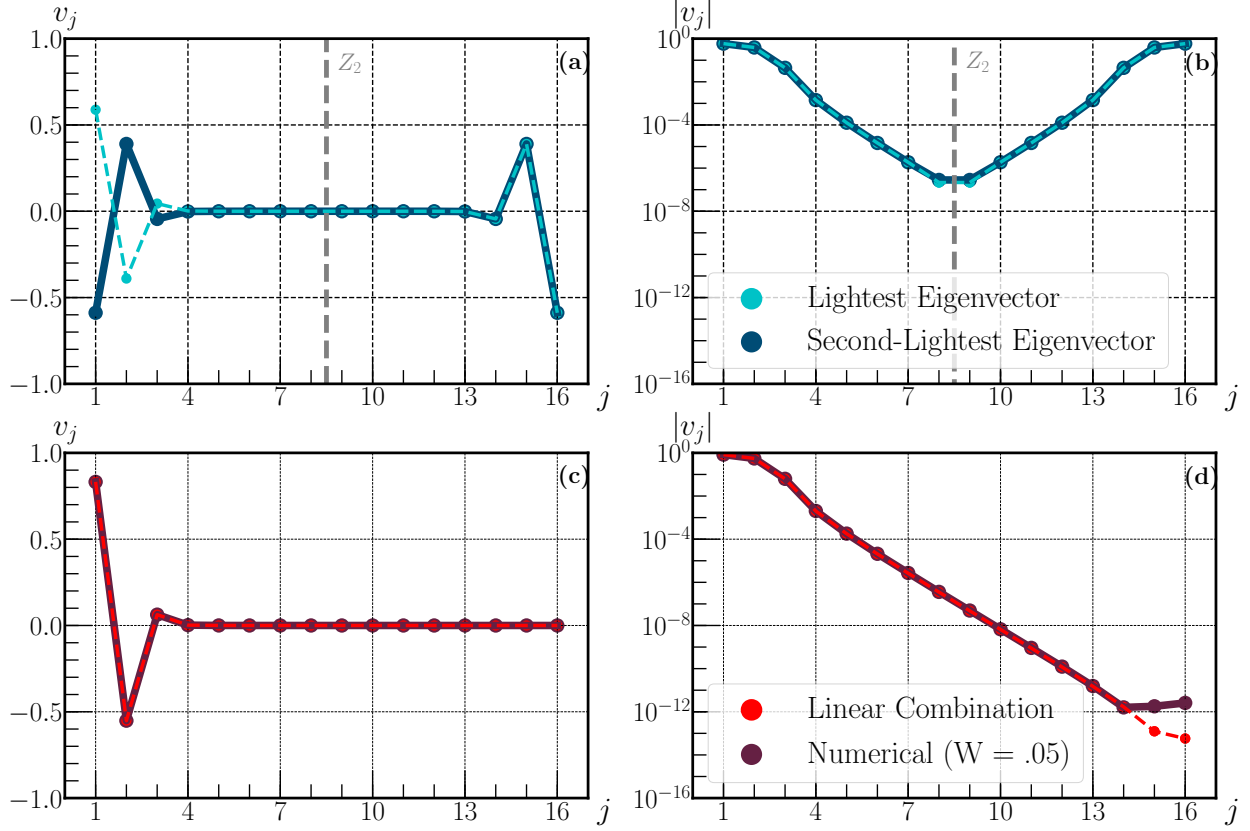 v_j
1.0
0.5
0.0
−0.5
−1.0
Z_2
(a)
1 4 7 10 13 16 j
|v_j|
10^0
10^{−4}
10^{−8}
10^{−12}
10^{−16}
Z_2
(b)
Lightest Eigenvector
Second-Lightest Eigenvector
1 4 7 10 13 16 j
v_j
1.0
0.5
0.0
−0.5
−1.0
(c)
1 4 7 10 13 16 j
|v_j|
10^0
10^{−4}
10^{−8}
10^{−12}
10^{−16}
(d)
Linear Combination
Numerical (W = .05)
1 4 7 10 13 16 j